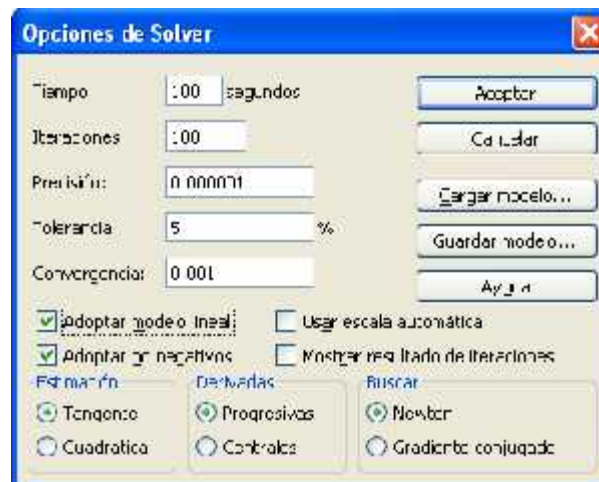 Opciones de Solver
Tiempo 100 segundos
Aceptar
Iteraciones 100
Cancelar
Precisión: 0.000001
Cargar modelo...
Tolerancia 5 %
Guardar modelo...
Convergencia: 0.001
Ayuda
Adoptar modelo lineal
Usar escala automática
Adoptar no negativos
Mostrar resultado de iteraciones
Estimación
Derivadas
Buscar
Tangente
Progresivas
Newton
Cuadratica
Centrales
Gradiente conjugado